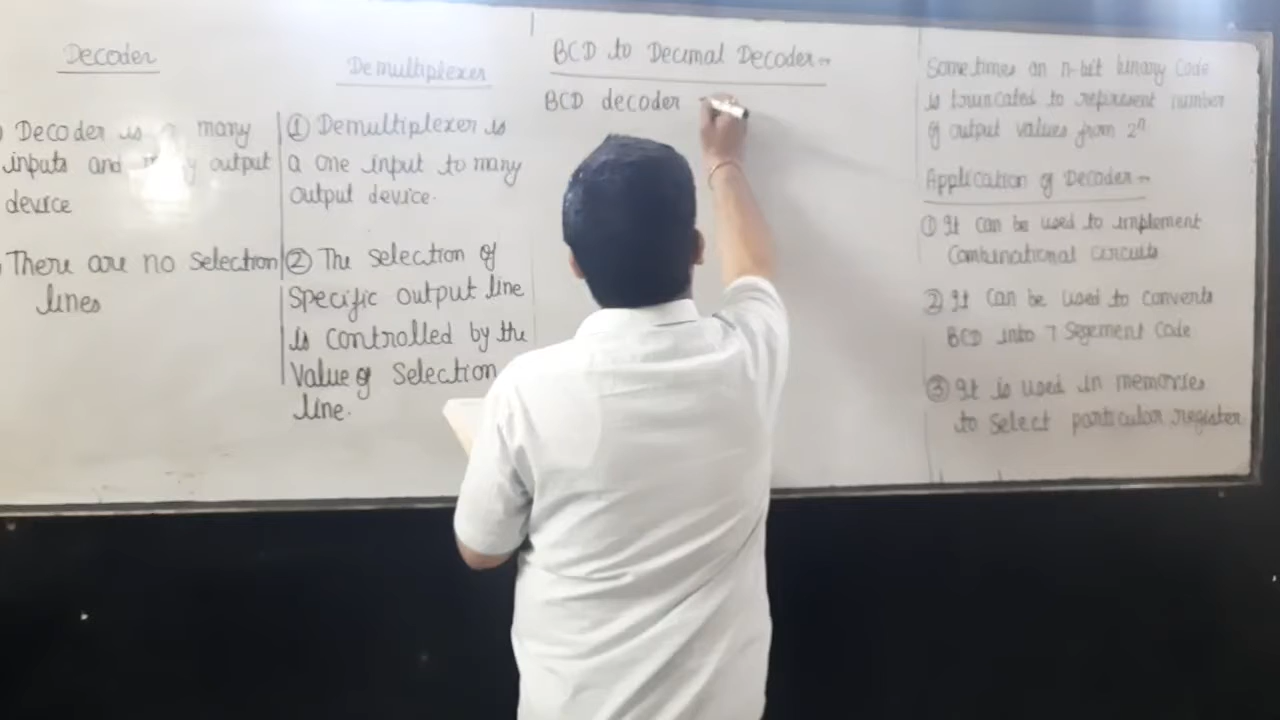 Decoder
Decoder is a many
inputs and many output
device
There are no selection
lines
Demultiplexer
① Demultiplexer is
a one input to many
output device.
② The selection of
Specific output line
is controlled by the
Value of Selection
line.
BCD to Decimal Decoder:-
BCD decoder
Sometimes an n-bit binary Code
is truncated to represent number
of output values from 2ⁿ
Application of Decoder:-
① It can be used to implement
Combinational circuits
② It can be used to converte
BCD into 7 Segement Code
③ It is used in memories
to select particular register